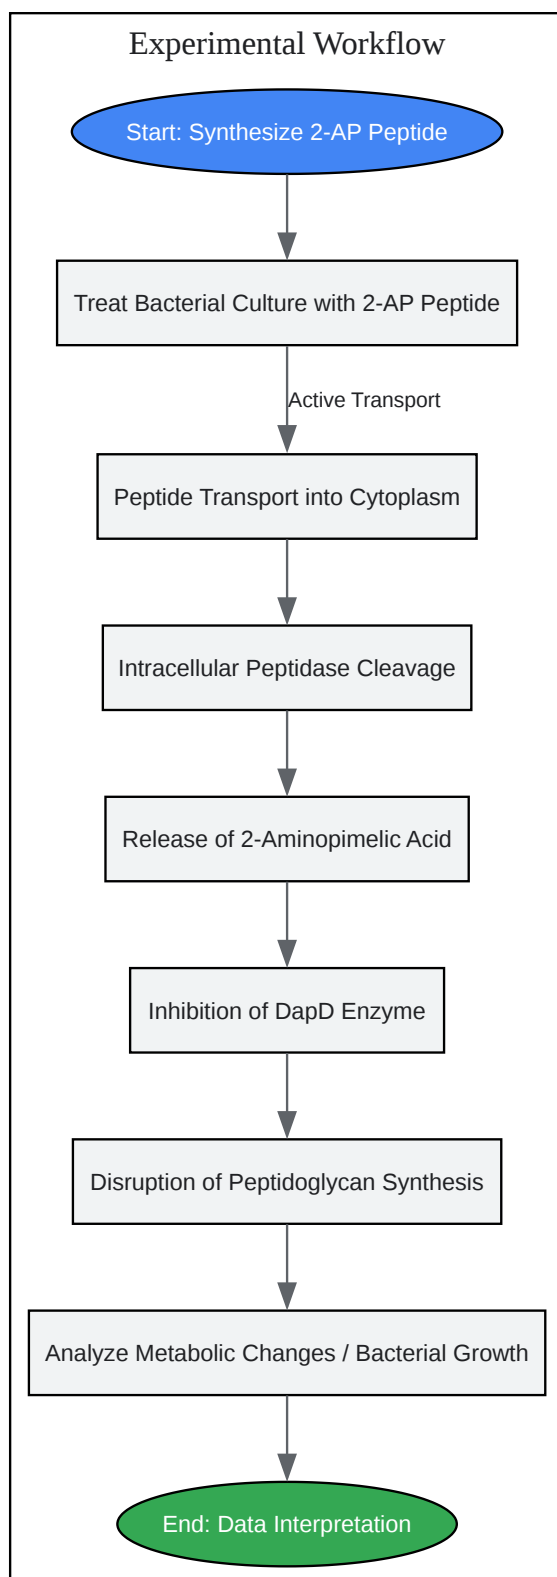 Experimental Workflow
Start: Synthesize 2-AP Peptide
Treat Bacterial Culture with 2-AP Peptide
Active Transport
Peptide Transport into Cytoplasm
Intracellular Peptidase Cleavage
Release of 2-Aminopimelic Acid
Inhibition of DapD Enzyme
Disruption of Peptidoglycan Synthesis
Analyze Metabolic Changes / Bacterial Growth
End: Data Interpretation